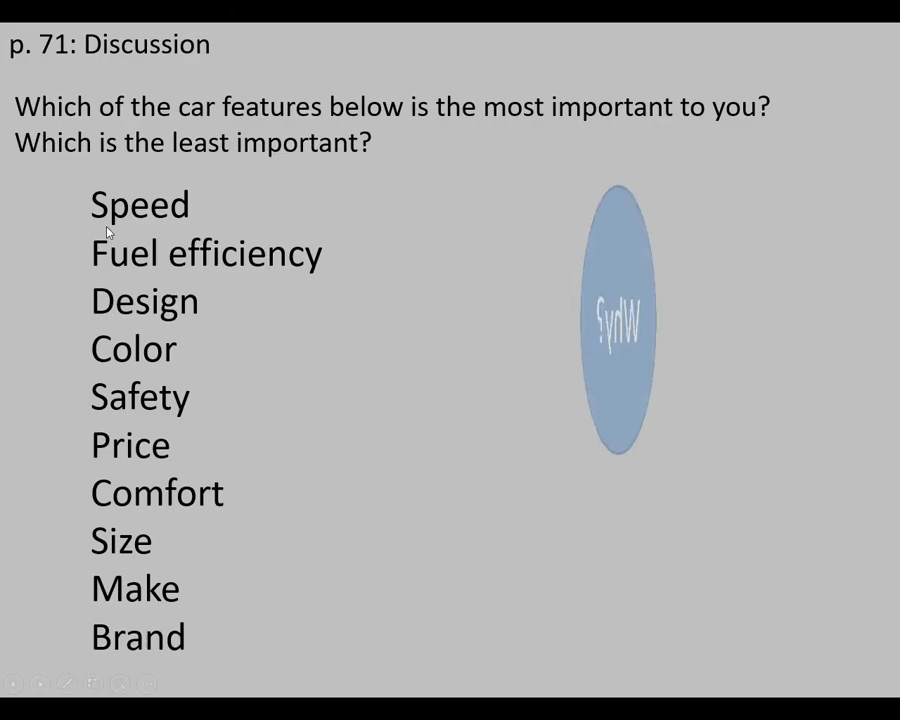 p. 71: Discussion
Which of the car features below is the most important to you?
Which is the least important?
Speed
Fuel efficiency
Design
Color
Safety
Price
Comfort
Size
Make
Brand
Why?